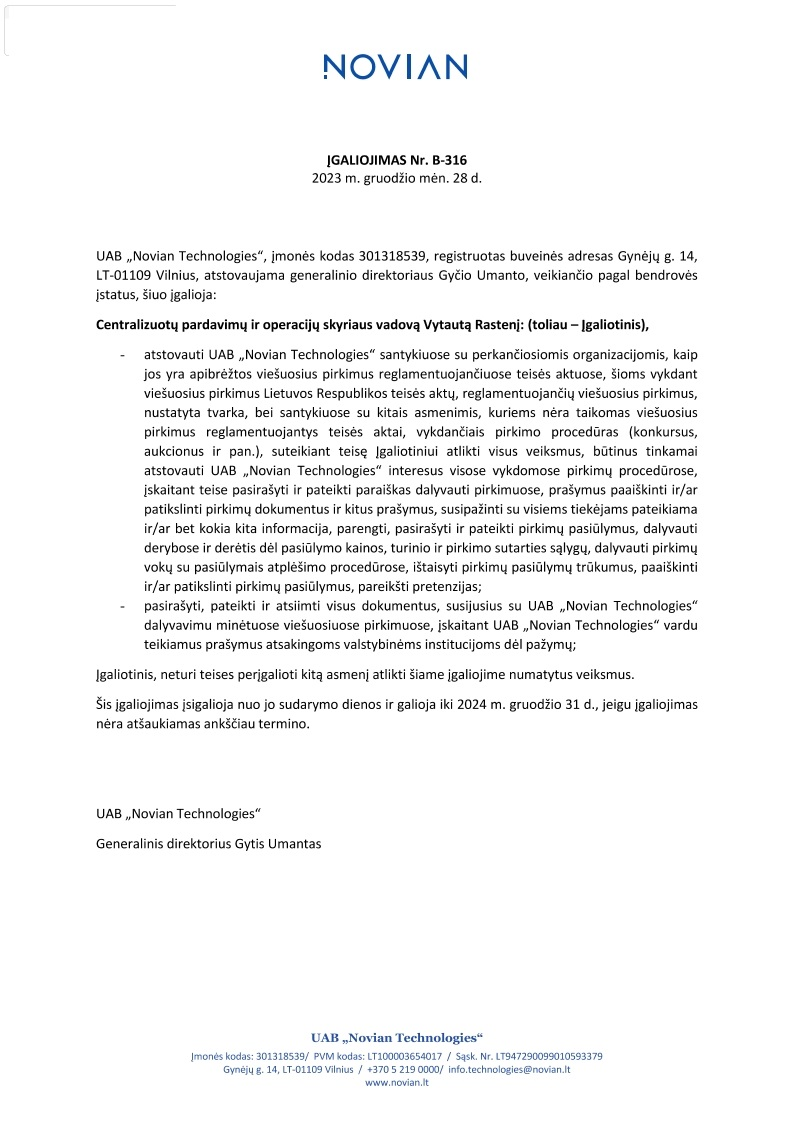 NOVIAN
ĮGALIOJIMAS Nr. B-316
2023 m. gruodžio mėn. 28 d.
UAB „Novian Technologies“, įmonės kodas 301318539, registruotas buveinės adresas Gynėjų g. 14,
LT-01109 Vilnius, atstovaujama generalinio direktoriaus Gyčio Umanto, veikiančio pagal bendrovės
įstatus, šiuo įgalioja:
Centralizuotų pardavimų ir operacijų skyriaus vadovą Vytautą Rastenį: (toliau – Įgaliotinis),
- atstovauti UAB „Novian Technologies“ santykiuose su perkančiosiomis organizacijomis, kaip
jos yra apibrėžtos viešuosius pirkimus reglamentuojančiuose teisės aktuose, šioms vykdant
viešuosius pirkimus Lietuvos Respublikos teisės aktų, reglamentuojančių viešuosius pirkimus,
nustatyta tvarka, bei santykiuose su kitais asmenimis, kuriems nėra taikomas viešuosius
pirkimus reglamentuojantys teisės aktai, vykdančiais pirkimo procedūras (konkursus,
aukcionus ir pan.), suteikiant teisę Įgaliotiniui atlikti visus veiksmus, būtinus tinkamai
atstovauti UAB „Novian Technologies“ interesus visose vykdomose pirkimų procedūrose,
įskaitant teise pasirašyti ir pateikti paraiškas dalyvauti pirkimuose, prašymus paaiškinti ir/ar
patikslinti pirkimų dokumentus ir kitus prašymus, susipažinti su visiems tiekėjams pateikiama
ir/ar bet kokia kita informacija, parengti, pasirašyti ir pateikti pirkimų pasiūlymus, dalyvauti
derybose ir derėtis dėl pasiūlymo kainos, turinio ir pirkimo sutarties sąlygų, dalyvauti pirkimų
vokų su pasiūlymais atplėšimo procedūrose, ištaisyti pirkimų pasiūlymų trūkumus, paaiškinti
ir/ar patikslinti pirkimų pasiūlymus, pareikšti pretenzijas;
- pasirašyti, pateikti ir atsiimti visus dokumentus, susijusius su UAB „Novian Technologies“
dalyvavimu minėtuose viešuosiuose pirkimuose, įskaitant UAB „Novian Technologies“ vardu
teikiamus prašymus atsakingoms valstybinėms institucijoms dėl pažymų;
Įgaliotinis, neturi teises perįgalioti kitą asmenį atlikti šiame įgaliojime numatytus veiksmus.
Šis įgaliojimas įsigalioja nuo jo sudarymo dienos ir galioja iki 2024 m. gruodžio 31 d., jeigu įgaliojimas
nėra atšaukiamas anksčiau termino.
UAB „Novian Technologies“
Generalinis direktorius Gytis Umantas
UAB „Novian Technologies“
Įmonės kodas: 301318539/ PVM kodas: LT100003654017 / Sąsk. Nr. LT947290099010593379
Gynėjų g. 14, LT-01109 Vilnius / +370 5 219 0000/ info.technologies@novian.lt
www.novian.lt